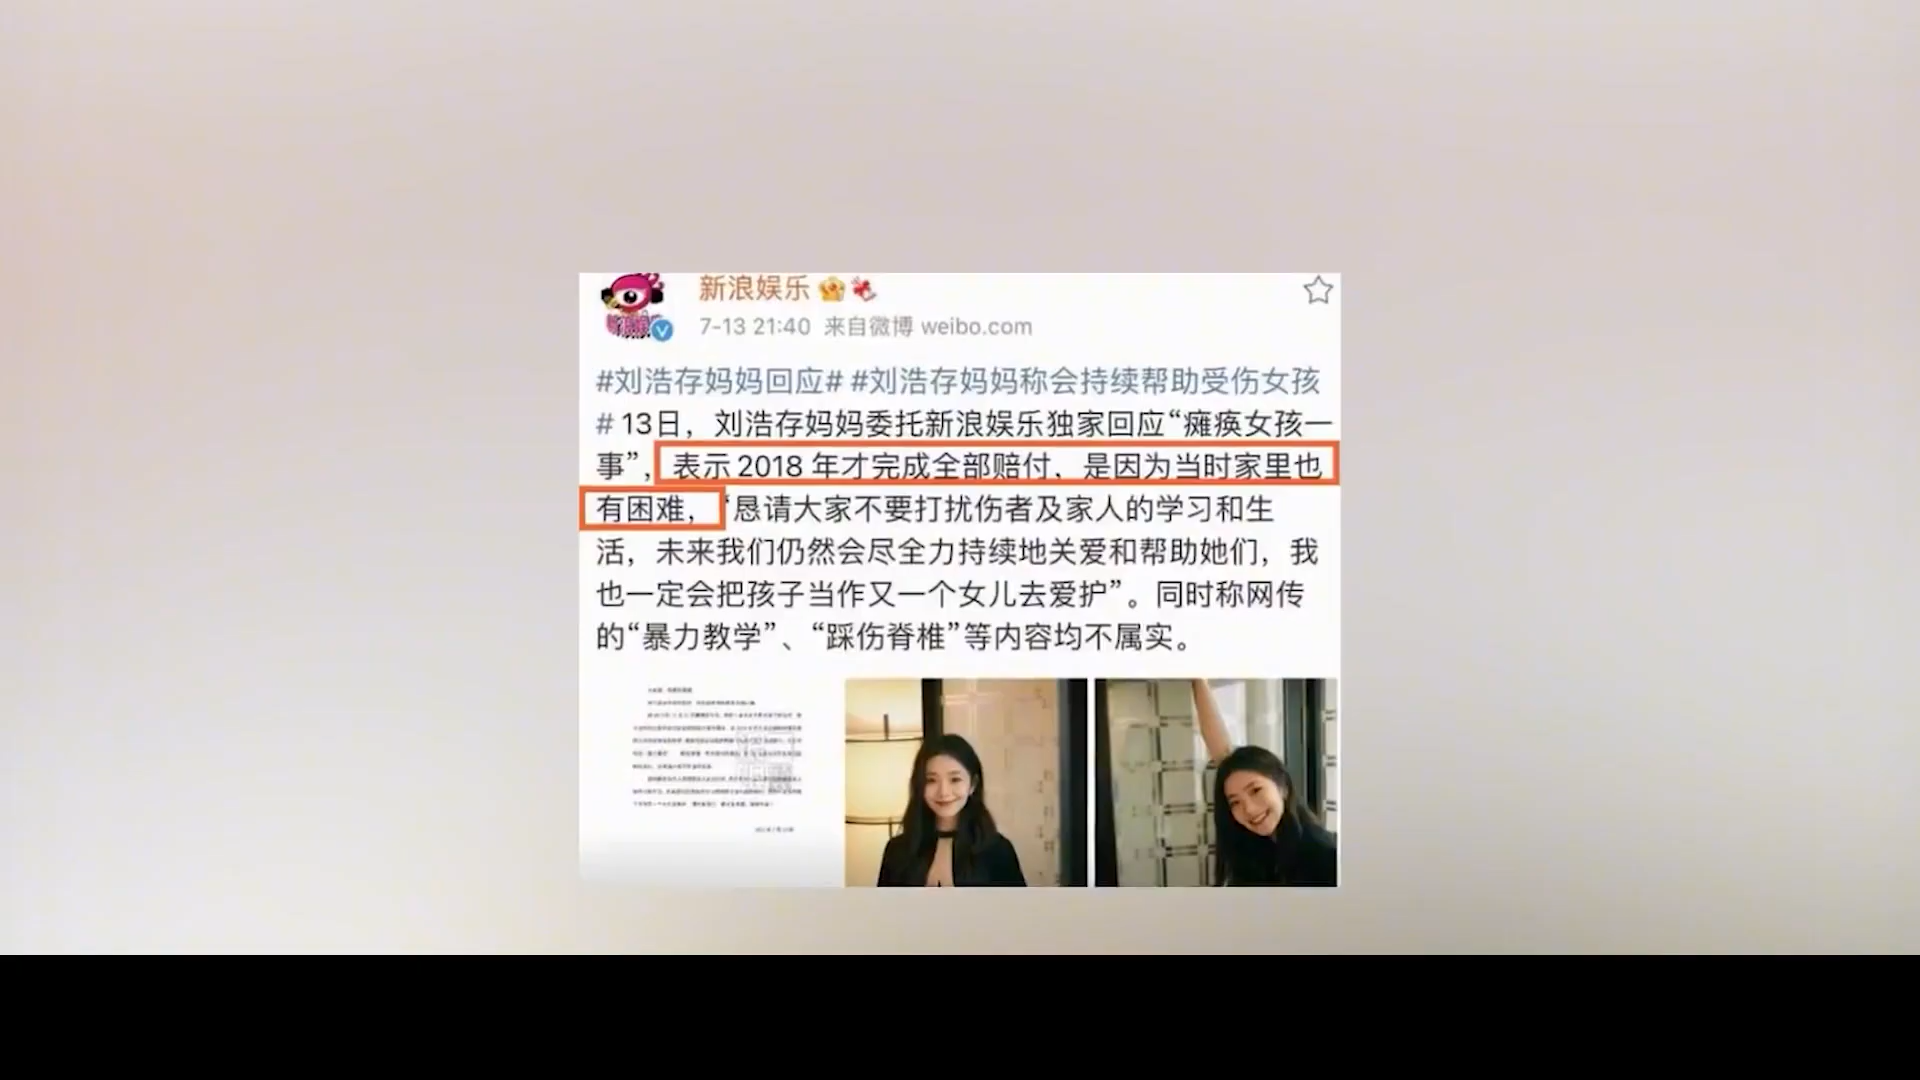 新浪娱乐
7-13 21:40 来自微博 weibo.com
#刘浩存妈妈回应# #刘浩存妈妈称会持续帮助受伤女孩
# 13日，刘浩存妈妈委托新浪娱乐独家回应“瘫痪女孩一
事”，表示2018 年才完成全部赔付，是因为当时家里也
有困难，“恳请大家不要打扰伤者及家人的学习和生
活，未来我们仍然会尽全力持续地关爱和帮助她们，我
也一定会把孩子当作又一个女儿去爱护”。同时称网传
的“暴力教学”、“踩伤脊椎”等内容均不属实。